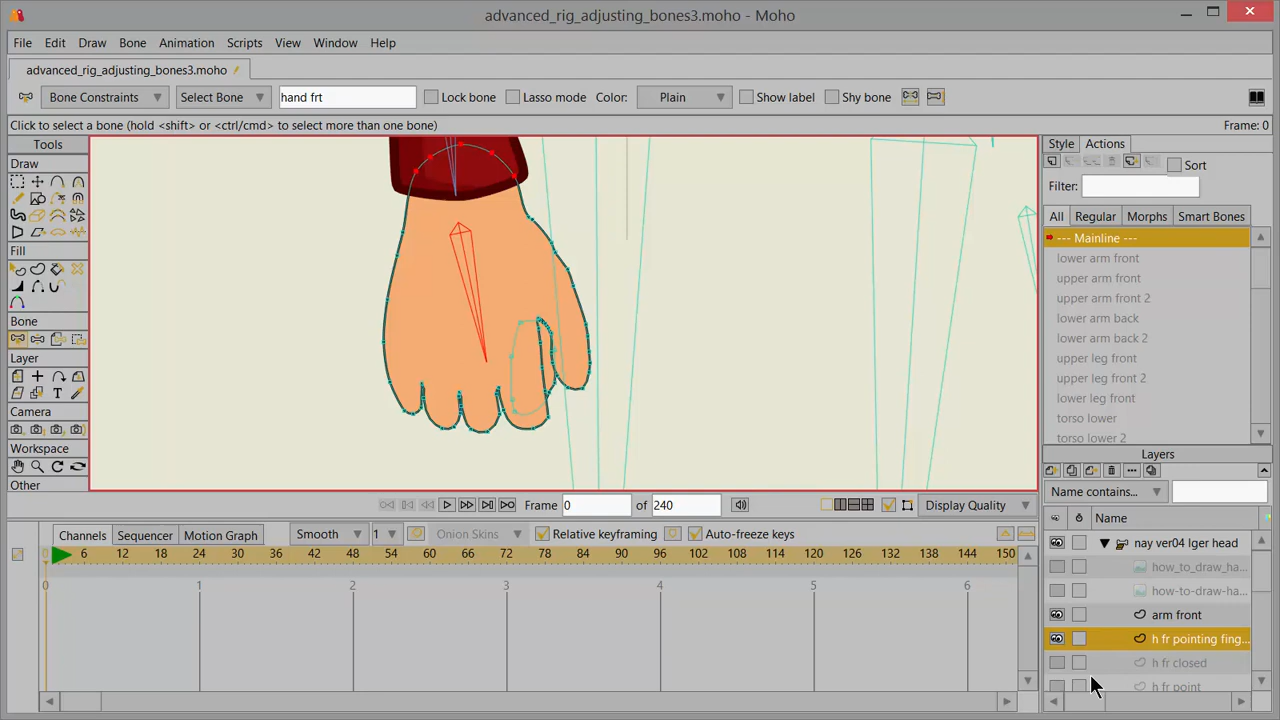 advanced_rig_adjusting_bones3.moho - Moho
File Edit Draw Bone Animation Scripts View Window Help
advanced_rig_adjusting_bones3.moho
Bone Constraints Select Bone hand frt Lock bone Lasso mode Color: Plain Show label Shy bone
Click to select a bone (hold <shift> or <ctrl/cmd> to select more than one bone) Frame: 0
Tools
Draw
Fill
Bone
Layer
Camera
Workspace
Other
Style Actions
Sort
Filter:
All Regular Morphs Smart Bones
--- Mainline ---
lower arm front
upper arm front
upper arm front 2
lower arm back
lower arm back 2
upper leg front
upper leg front 2
lower leg front
torso lower
torso lower 2
Layers
Name contains...
Name
nay ver04 lger head
how_to_draw_ha...
how-to-draw-ha...
arm front
h fr pointing fing...
h fr closed
h fr point
Frame 0 of 240 Display Quality
Channels Sequencer Motion Graph Smooth 1 Onion Skins Relative keyframing Auto-freeze keys
0 6 12 18 24 30 36 42 48 54 60 66 72 78 84 90 96 102 108 114 120 126 132 138 144 150
0 1 2 3 4 5 6